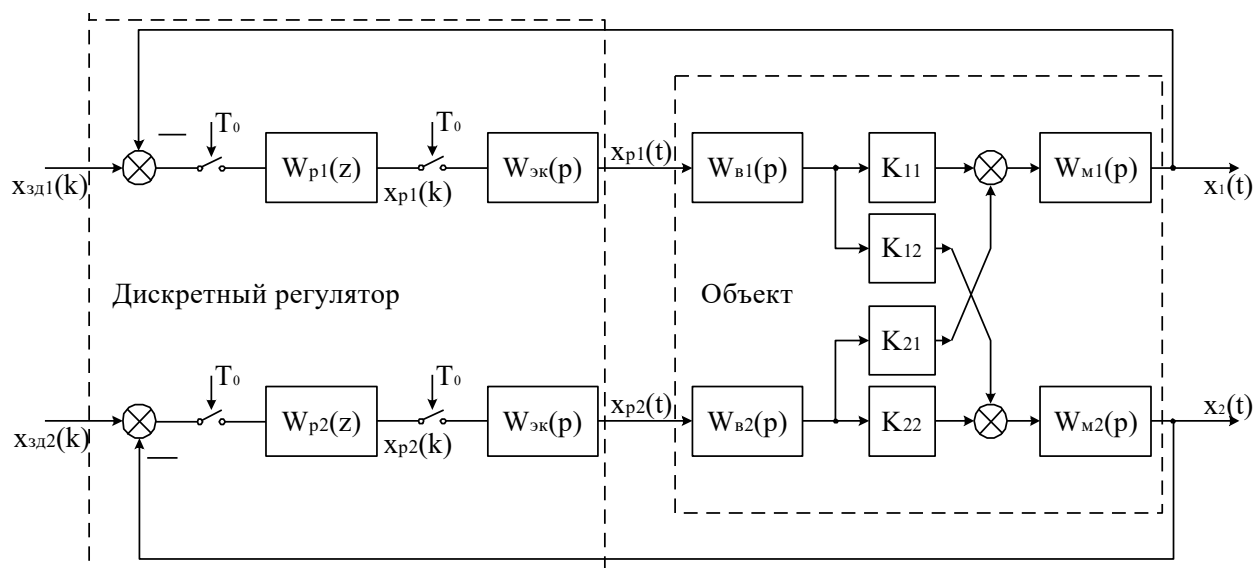 T₀
T₀
xзд1(k)
Wр1(z)
xр1(k)
Wэк(p)
xр1(t)
Wв1(p)
K11
Wм1(p)
x1(t)
K12
Дискретный регулятор
Объект
K21
T₀
T₀
xзд2(k)
Wр2(z)
xр2(k)
Wэк(p)
xр2(t)
Wв2(p)
K22
Wм2(p)
x2(t)